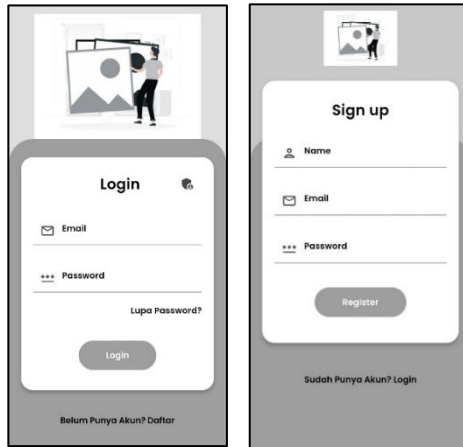 Login
Email
Password
Lupa Password?
Login
Belum Punya Akun? Daftar
Sign up
Name
Email
Password
Register
Sudah Punya Akun? Login